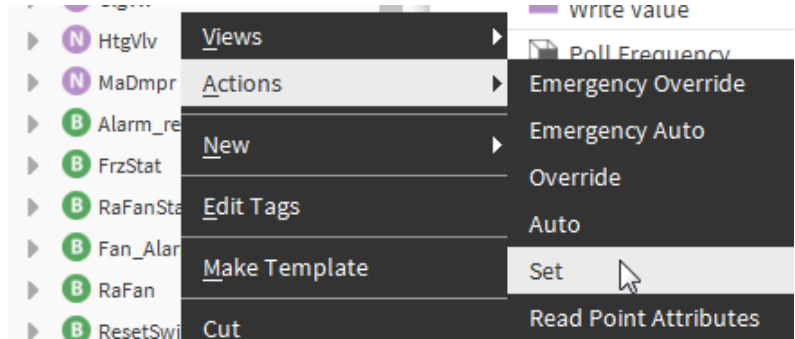 Write Value
N HtgVlv
Views
Poll Frequency
N MaDmpr
Actions
Emergency Override
B Alarm_re
New
Emergency Auto
B FrzStat
Override
B RaFanSta
Edit Tags
Auto
B Fan_Alar
Make Template
Set
B RaFan
Read Point Attributes
B ResetSwi
Cut